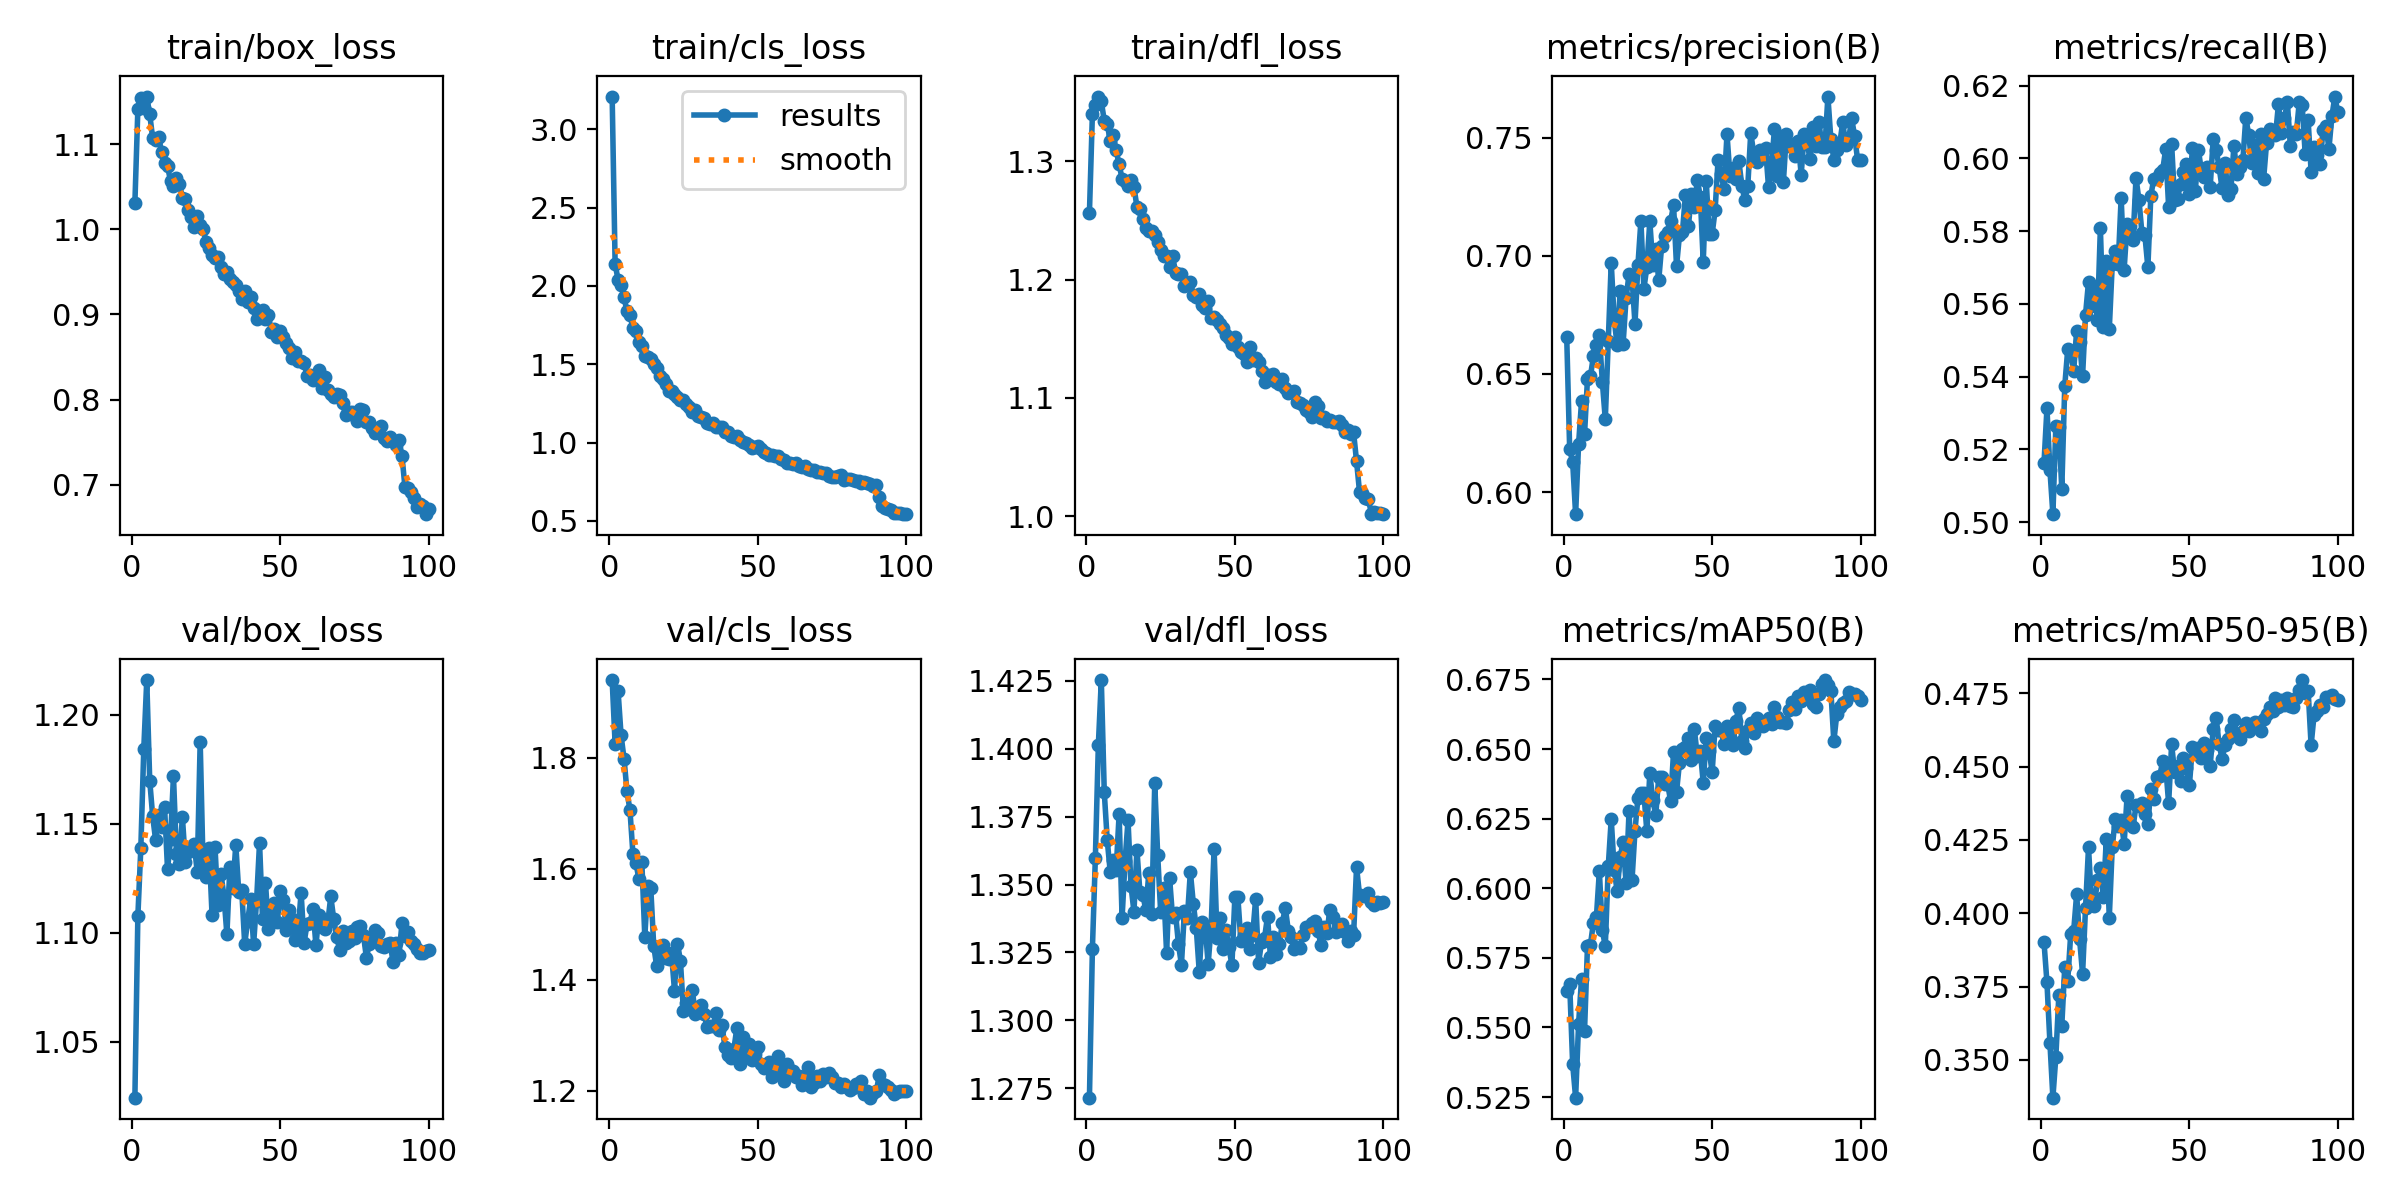 train/box_loss
1.1
1.0
0.9
0.8
0.7
0 50 100
train/cls_loss
results
smooth
3.0
2.5
2.0
1.5
1.0
0.5
0 50 100
train/dfl_loss
1.3
1.2
1.1
1.0
0 50 100
metrics/precision(B)
0.75
0.70
0.65
0.60
0 50 100
metrics/recall(B)
0.62
0.60
0.58
0.56
0.54
0.52
0.50
0 50 100
val/box_loss
1.20
1.15
1.10
1.05
0 50 100
val/cls_loss
1.8
1.6
1.4
1.2
0 50 100
val/dfl_loss
1.425
1.400
1.375
1.350
1.325
1.300
1.275
0 50 100
metrics/mAP50(B)
0.675
0.650
0.625
0.600
0.575
0.550
0.525
0 50 100
metrics/mAP50-95(B)
0.475
0.450
0.425
0.400
0.375
0.350
0 50 100